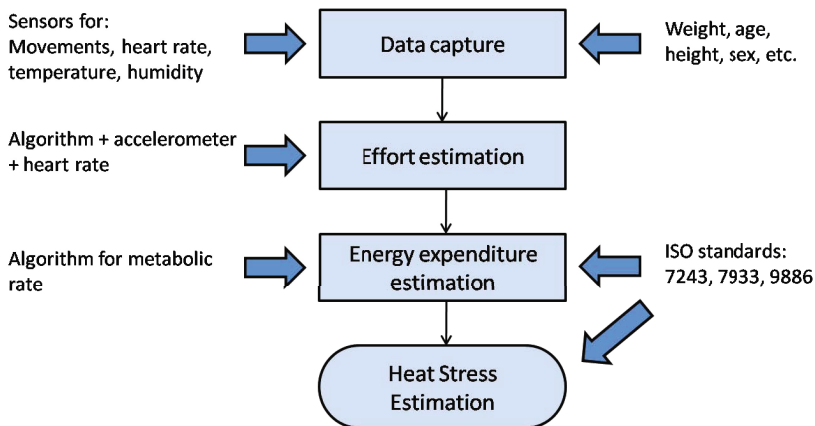 Sensors for:
Movements, heart rate,
temperature, humidity
Data capture
Weight, age,
height, sex, etc.
Algorithm + accelerometer
+ heart rate
Effort estimation
Algorithm for metabolic
rate
Energy expenditure
estimation
ISO standards:
7243, 7933, 9886
Heat Stress
Estimation